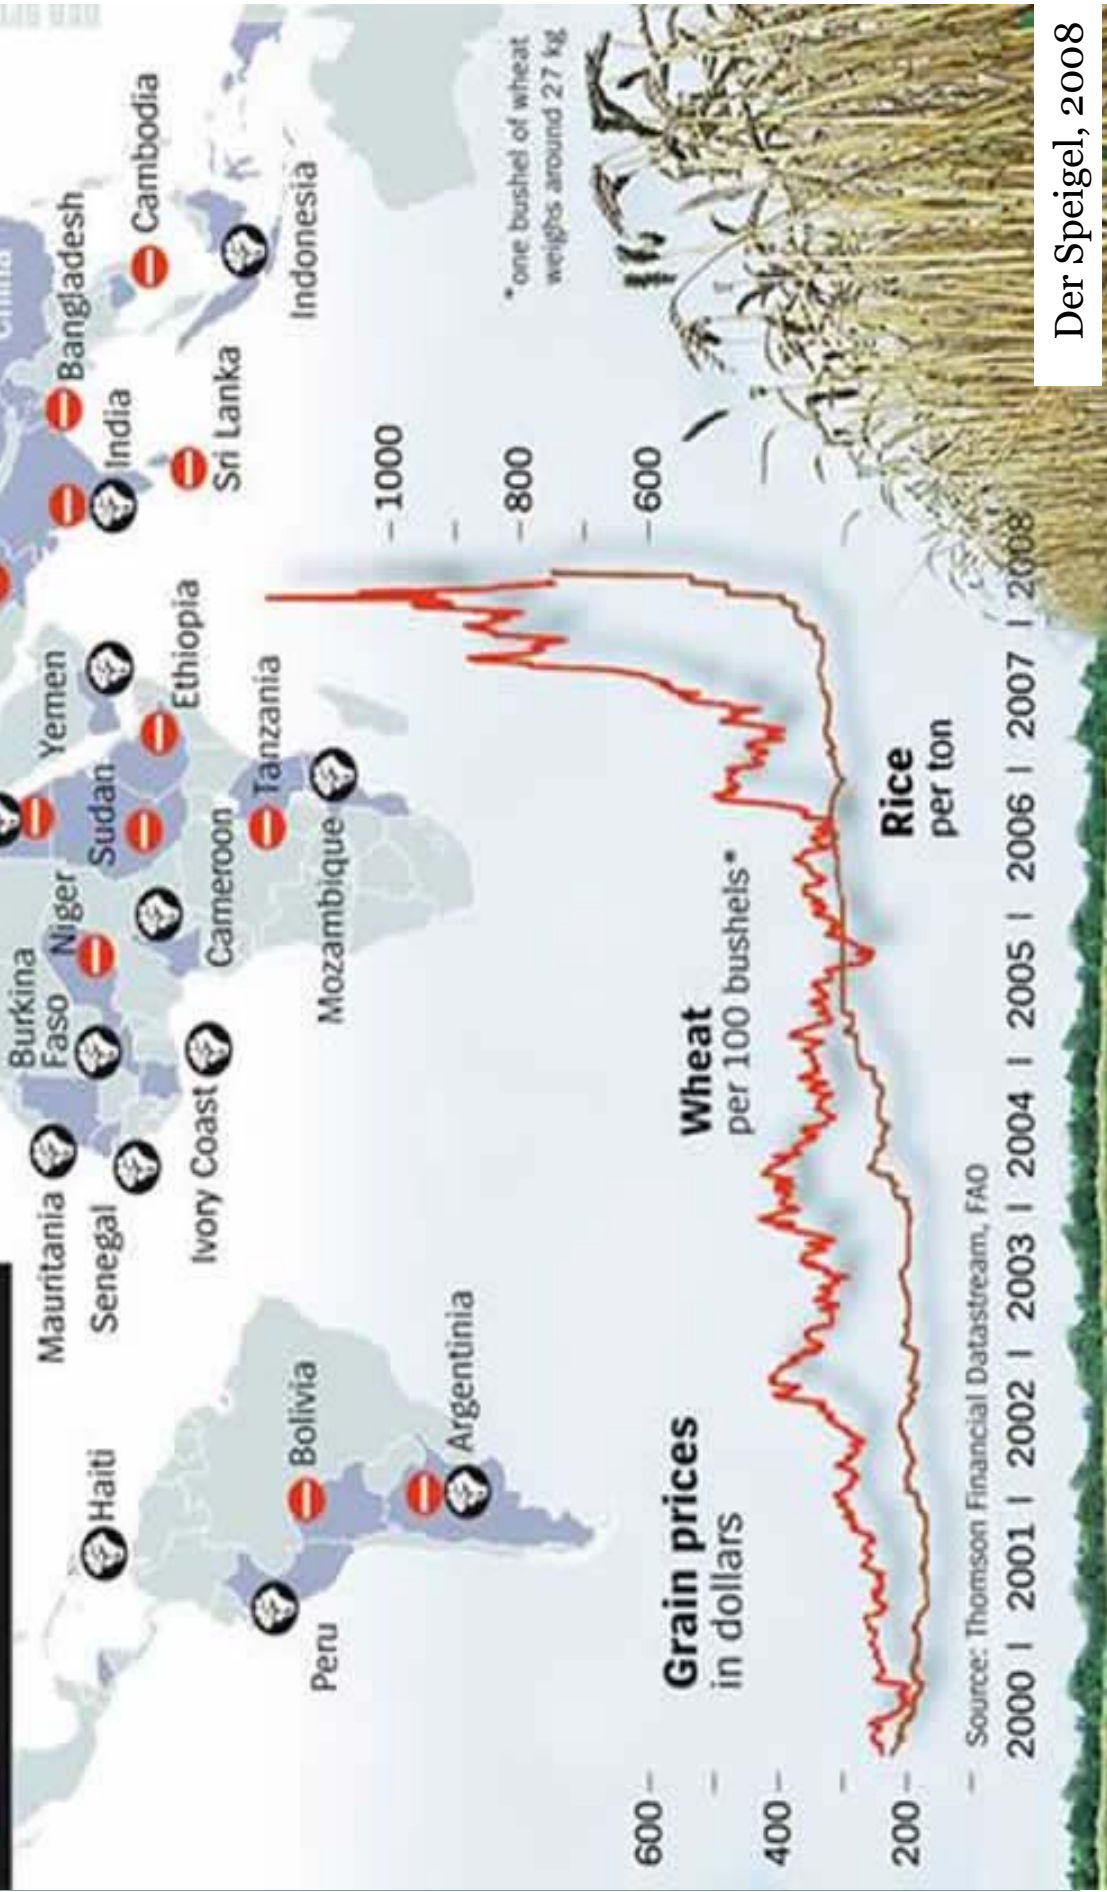 China
Burkina
Faso
Niger
Yemen
Bangladesh
Mauritania
Haiti
Senegal
Sudan
India
Cambodia
Ivory Coast
Ethiopia
Cameroon
Sri Lanka
Tanzania
Bolivia
Peru
Mozambique
Indonesia
Argentinia
1000
800
600
*one bushel of wheat
weighs around 27 kg
Grain prices
in dollars
Wheat
per 100 bushels*
Rice
per ton
600
400
200
Source: Thomson Financial Datastream, FAO
2000 | 2001 | 2002 | 2003 | 2004 | 2005 | 2006 | 2007 | 2008
Der Speigel, 2008